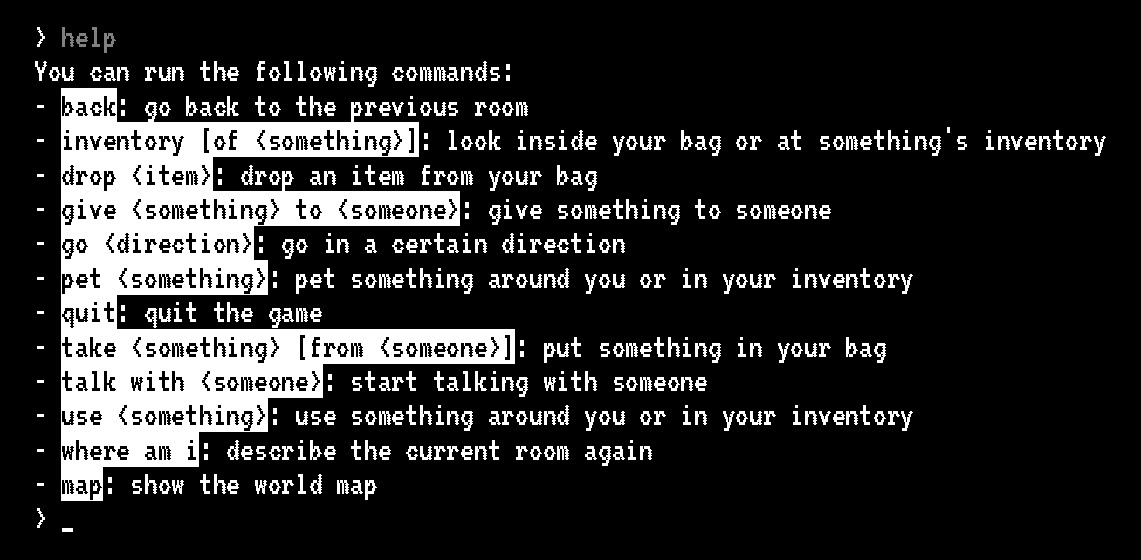 > help
You can run the following commands:
- back: go back to the previous room
- inventory [of <something>]: look inside your bag or at something's inventory
- drop <item>: drop an item from your bag
- give <something> to <someone>: give something to someone
- go <direction>: go in a certain direction
- pet <something>: pet something around you or in your inventory
- quit: quit the game
- take <something> [from <someone>]: put something in your bag
- talk with <someone>: start talking with someone
- use <something>: use something around you or in your inventory
- where am i: describe the current room again
- map: show the world map
> _